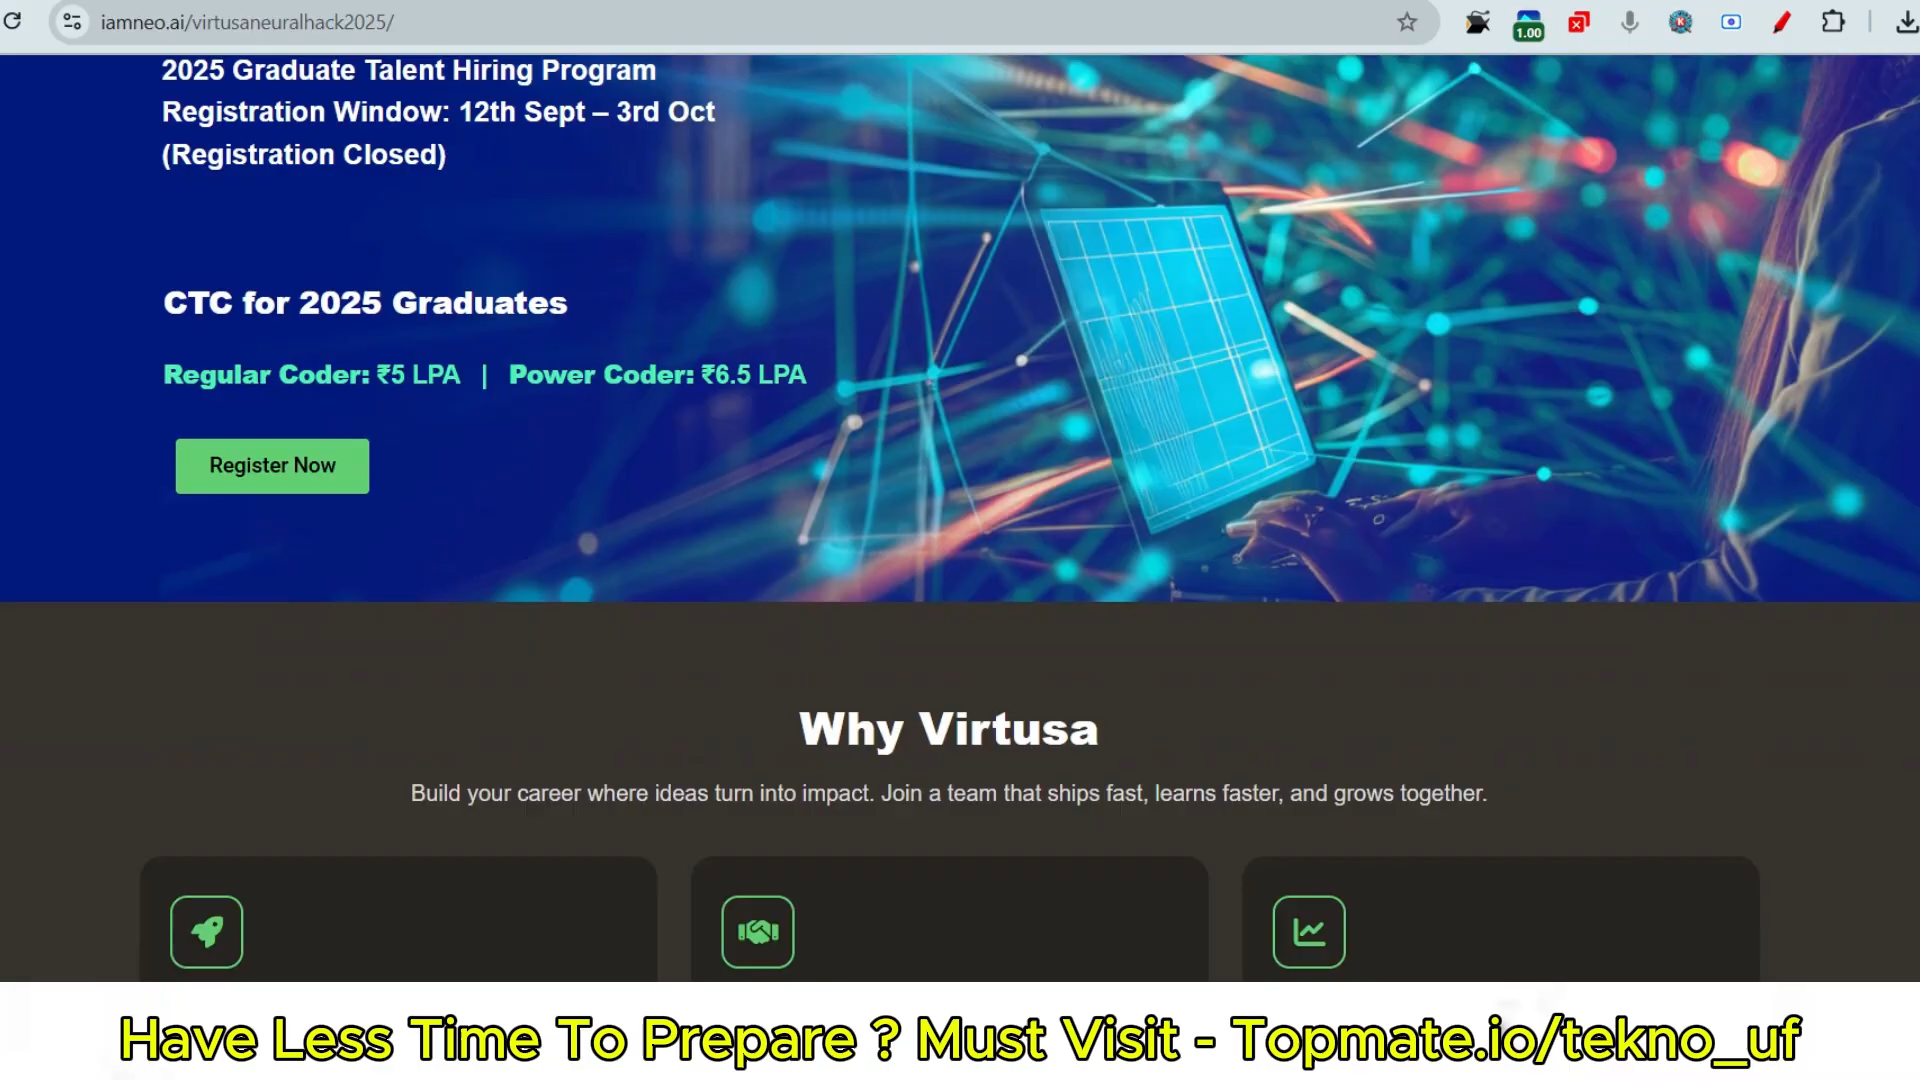 iamneo.ai/virtusaneuralhack2025/
1.00
K
2025 Graduate Talent Hiring Program
Registration Window: 12th Sept – 3rd Oct
(Registration Closed)
CTC for 2025 Graduates
Regular Coder: ₹5 LPA | Power Coder: ₹6.5 LPA
Register Now
Why Virtusa
Build your career where ideas turn into impact. Join a team that ships fast, learns faster, and grows together.
Have Less Time To Prepare ? Must Visit - Topmate.io/tekno_uf